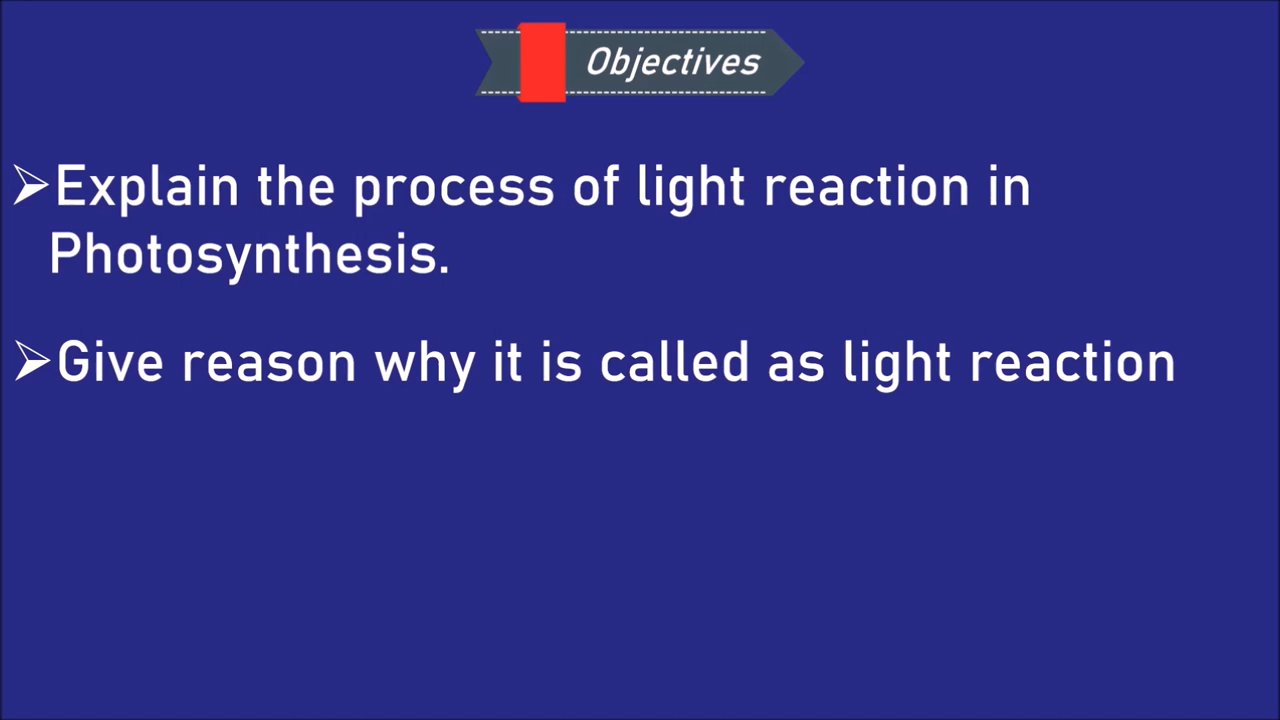 Objectives
➢Explain the process of light reaction in
Photosynthesis.
➢Give reason why it is called as light reaction